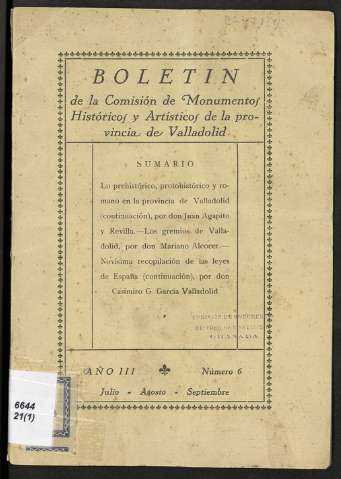 BOLETIN
de la Comisión de Monumentos
Históricos y Artísticos de la pro-
vincia de Valladolid
SUMARIO
Lo prehistórico, protohistórico y ro-
mano en la provincia de Valladolid
(continuación), por don Juan Agapito
y Revilla.—Los gremios de Valla-
dolid, por don Mariano Alcocer.—
Novísima recopilación de las leyes
de España (continuación), por don
Casimiro G. García Valladolid
GRANADA
AÑO III Número 6
Julio - Agosto - Septiembre
6644
21(1)